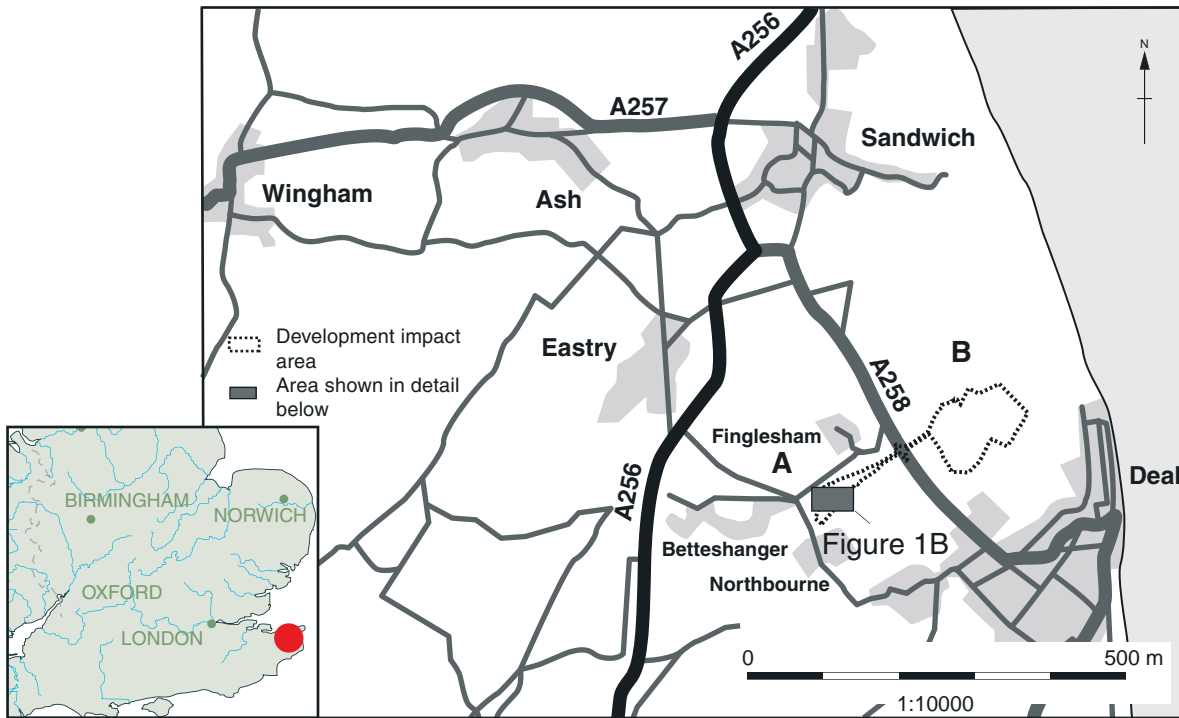 A256
N
A257
Sandwich
Wingham
Ash
Development impact
area
Area shown in detail
below
Eastry
B
A258
Finglesham
A
Deal
A256
Figure 1B
Betteshanger
Northbourne
BIRMINGHAM
NORWICH
OXFORD
LONDON
0 500 m
1:10000